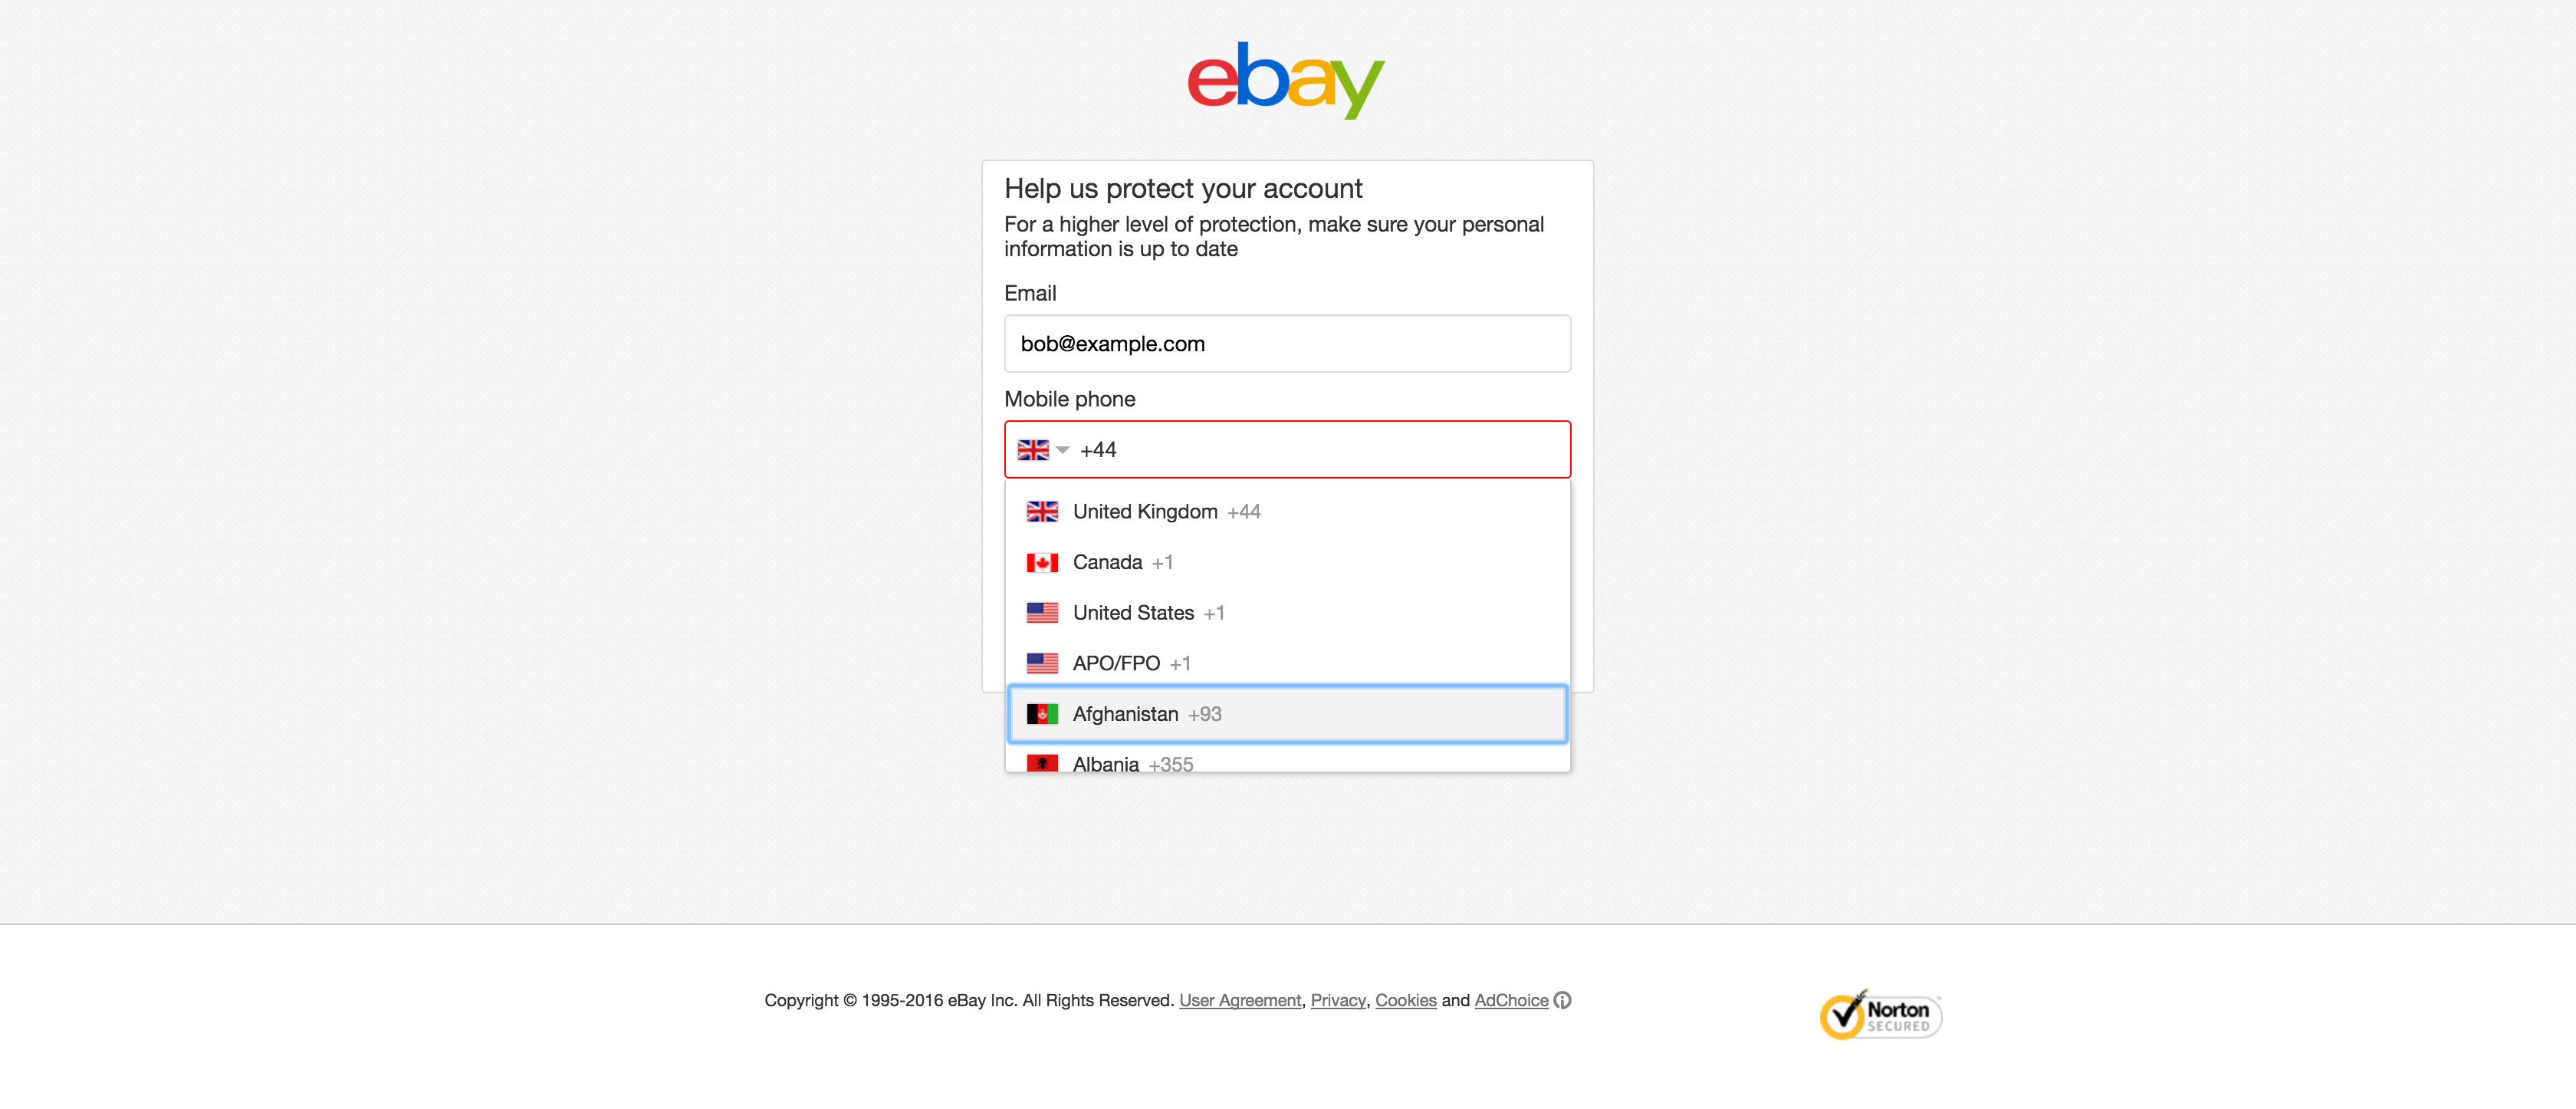 ebay
Help us protect your account
For a higher level of protection, make sure your personal
information is up to date
Email
bob@example.com
Mobile phone
+44
United Kingdom +44
Canada +1
United States +1
APO/FPO +1
Afghanistan +93
Albania +355
Copyright © 1995-2016 eBay Inc. All Rights Reserved. User Agreement, Privacy, Cookies and AdChoice
Norton
SECURED